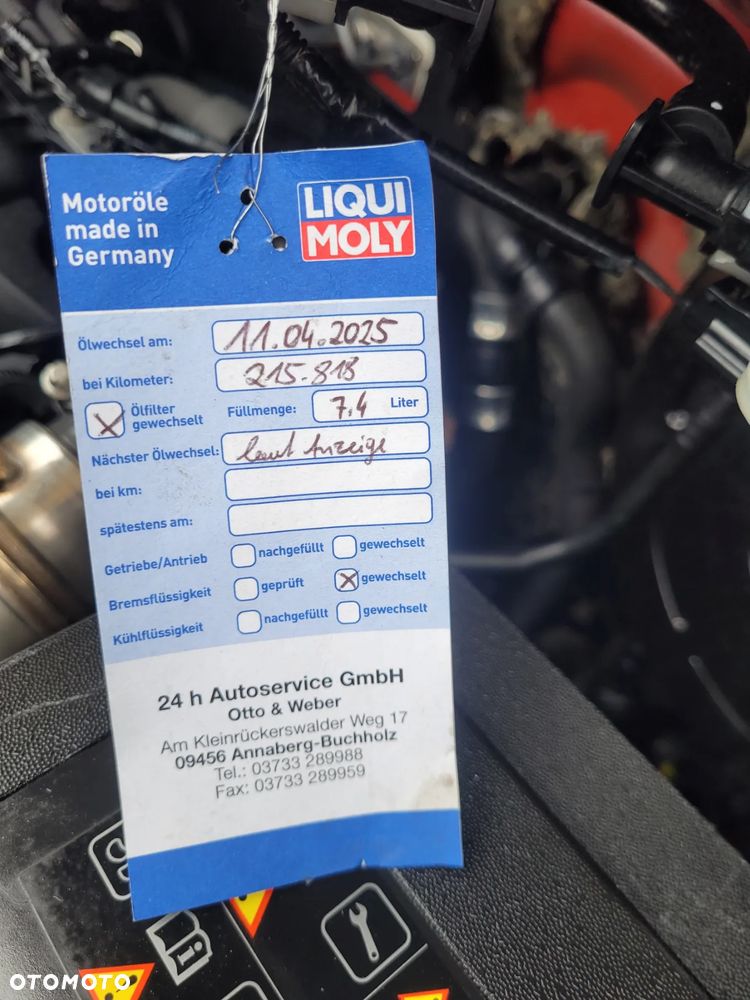 Motoröle
made in
Germany
LIQUI
MOLY
Ölwechsel am: 11.04.2025
bei Kilometer: 215.818
Ölfilter
gewechselt
Füllmenge: 7.4 Liter
Nächster Ölwechsel: laut Anzeige
bei km:
spätestens am:
Getriebe/Antrieb nachgefüllt gewechselt
Bremsflüssigkeit geprüft gewechselt
Kühlflüssigkeit nachgefüllt gewechselt
24 h Autoservice GmbH
Otto & Weber
Am Kleinrückerswalder Weg 17
09456 Annaberg-Buchholz
Tel.: 03733 289988
Fax: 03733 289959
OTOMOTO